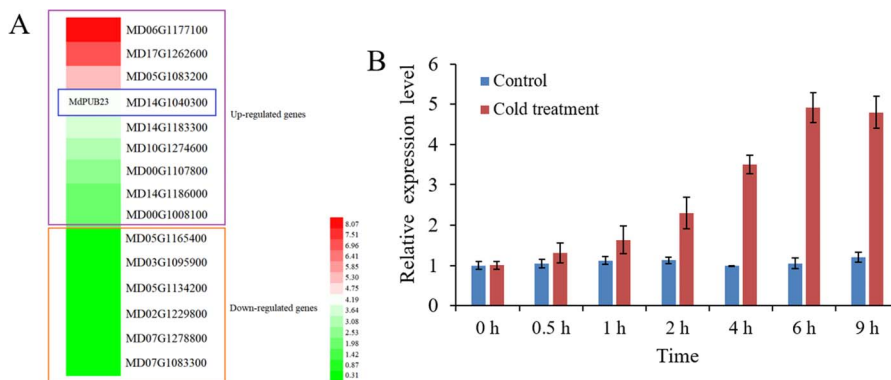 A
MD06G1177100
MD17G1262600
MD05G1083200
MdPUB23 MD14G1040300
Up-regulated genes
MD14G1183300
MD10G1274600
MD00G1107800
MD14G1186000
MD00G1008100
MD05G1165400
MD03G1095900
MD05G1134200
Down-regulated genes
MD02G1229800
MD07G1278800
MD07G1083300
8.07
7.51
6.96
6.41
5.85
5.30
4.75
4.19
3.64
3.08
2.53
1.98
1.42
0.87
0.31
B
Relative expression level
6
5
4
3
2
1
0
Control
Cold treatment
0 h 0.5 h 1 h 2 h 4 h 6 h 9 h
Time